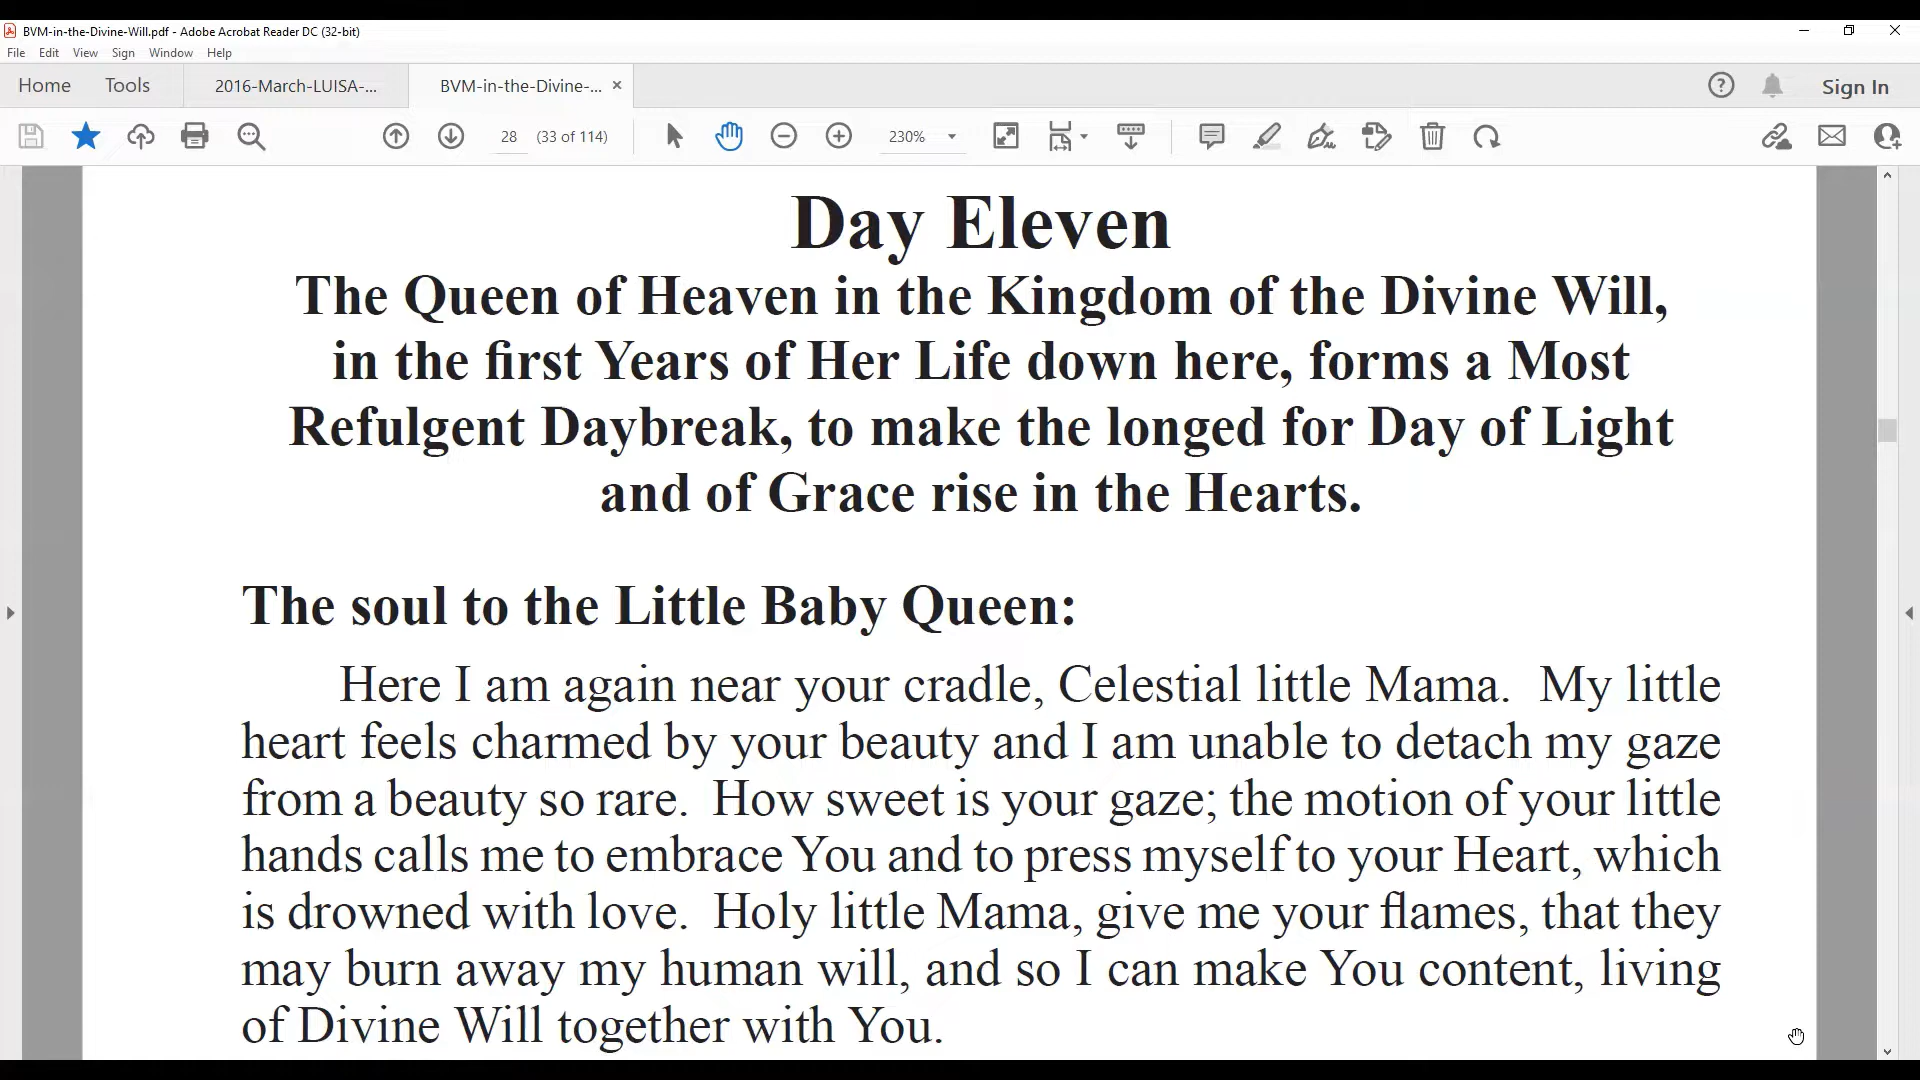 BVM-in-the-Divine-Will.pdf - Adobe Acrobat Reader DC (32-bit)
File Edit View Sign Window Help
Home Tools 2016-March-LUISA-... BVM-in-the-Divine-... Sign In
28 (33 of 114) 230%
Day Eleven
The Queen of Heaven in the Kingdom of the Divine Will,
in the first Years of Her Life down here, forms a Most
Refulgent Daybreak, to make the longed for Day of Light
and of Grace rise in the Hearts.
The soul to the Little Baby Queen:
Here I am again near your cradle, Celestial little Mama. My little
heart feels charmed by your beauty and I am unable to detach my gaze
from a beauty so rare. How sweet is your gaze; the motion of your little
hands calls me to embrace You and to press myself to your Heart, which
is drowned with love. Holy little Mama, give me your flames, that they
may burn away my human will, and so I can make You content, living
of Divine Will together with You.